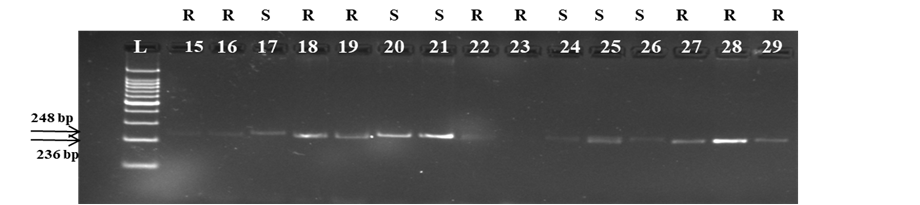 R R S R R S S R R S S S R R R
L 15 16 17 18 19 20 21 22 23 24 25 26 27 28 29
248 bp
236 bp